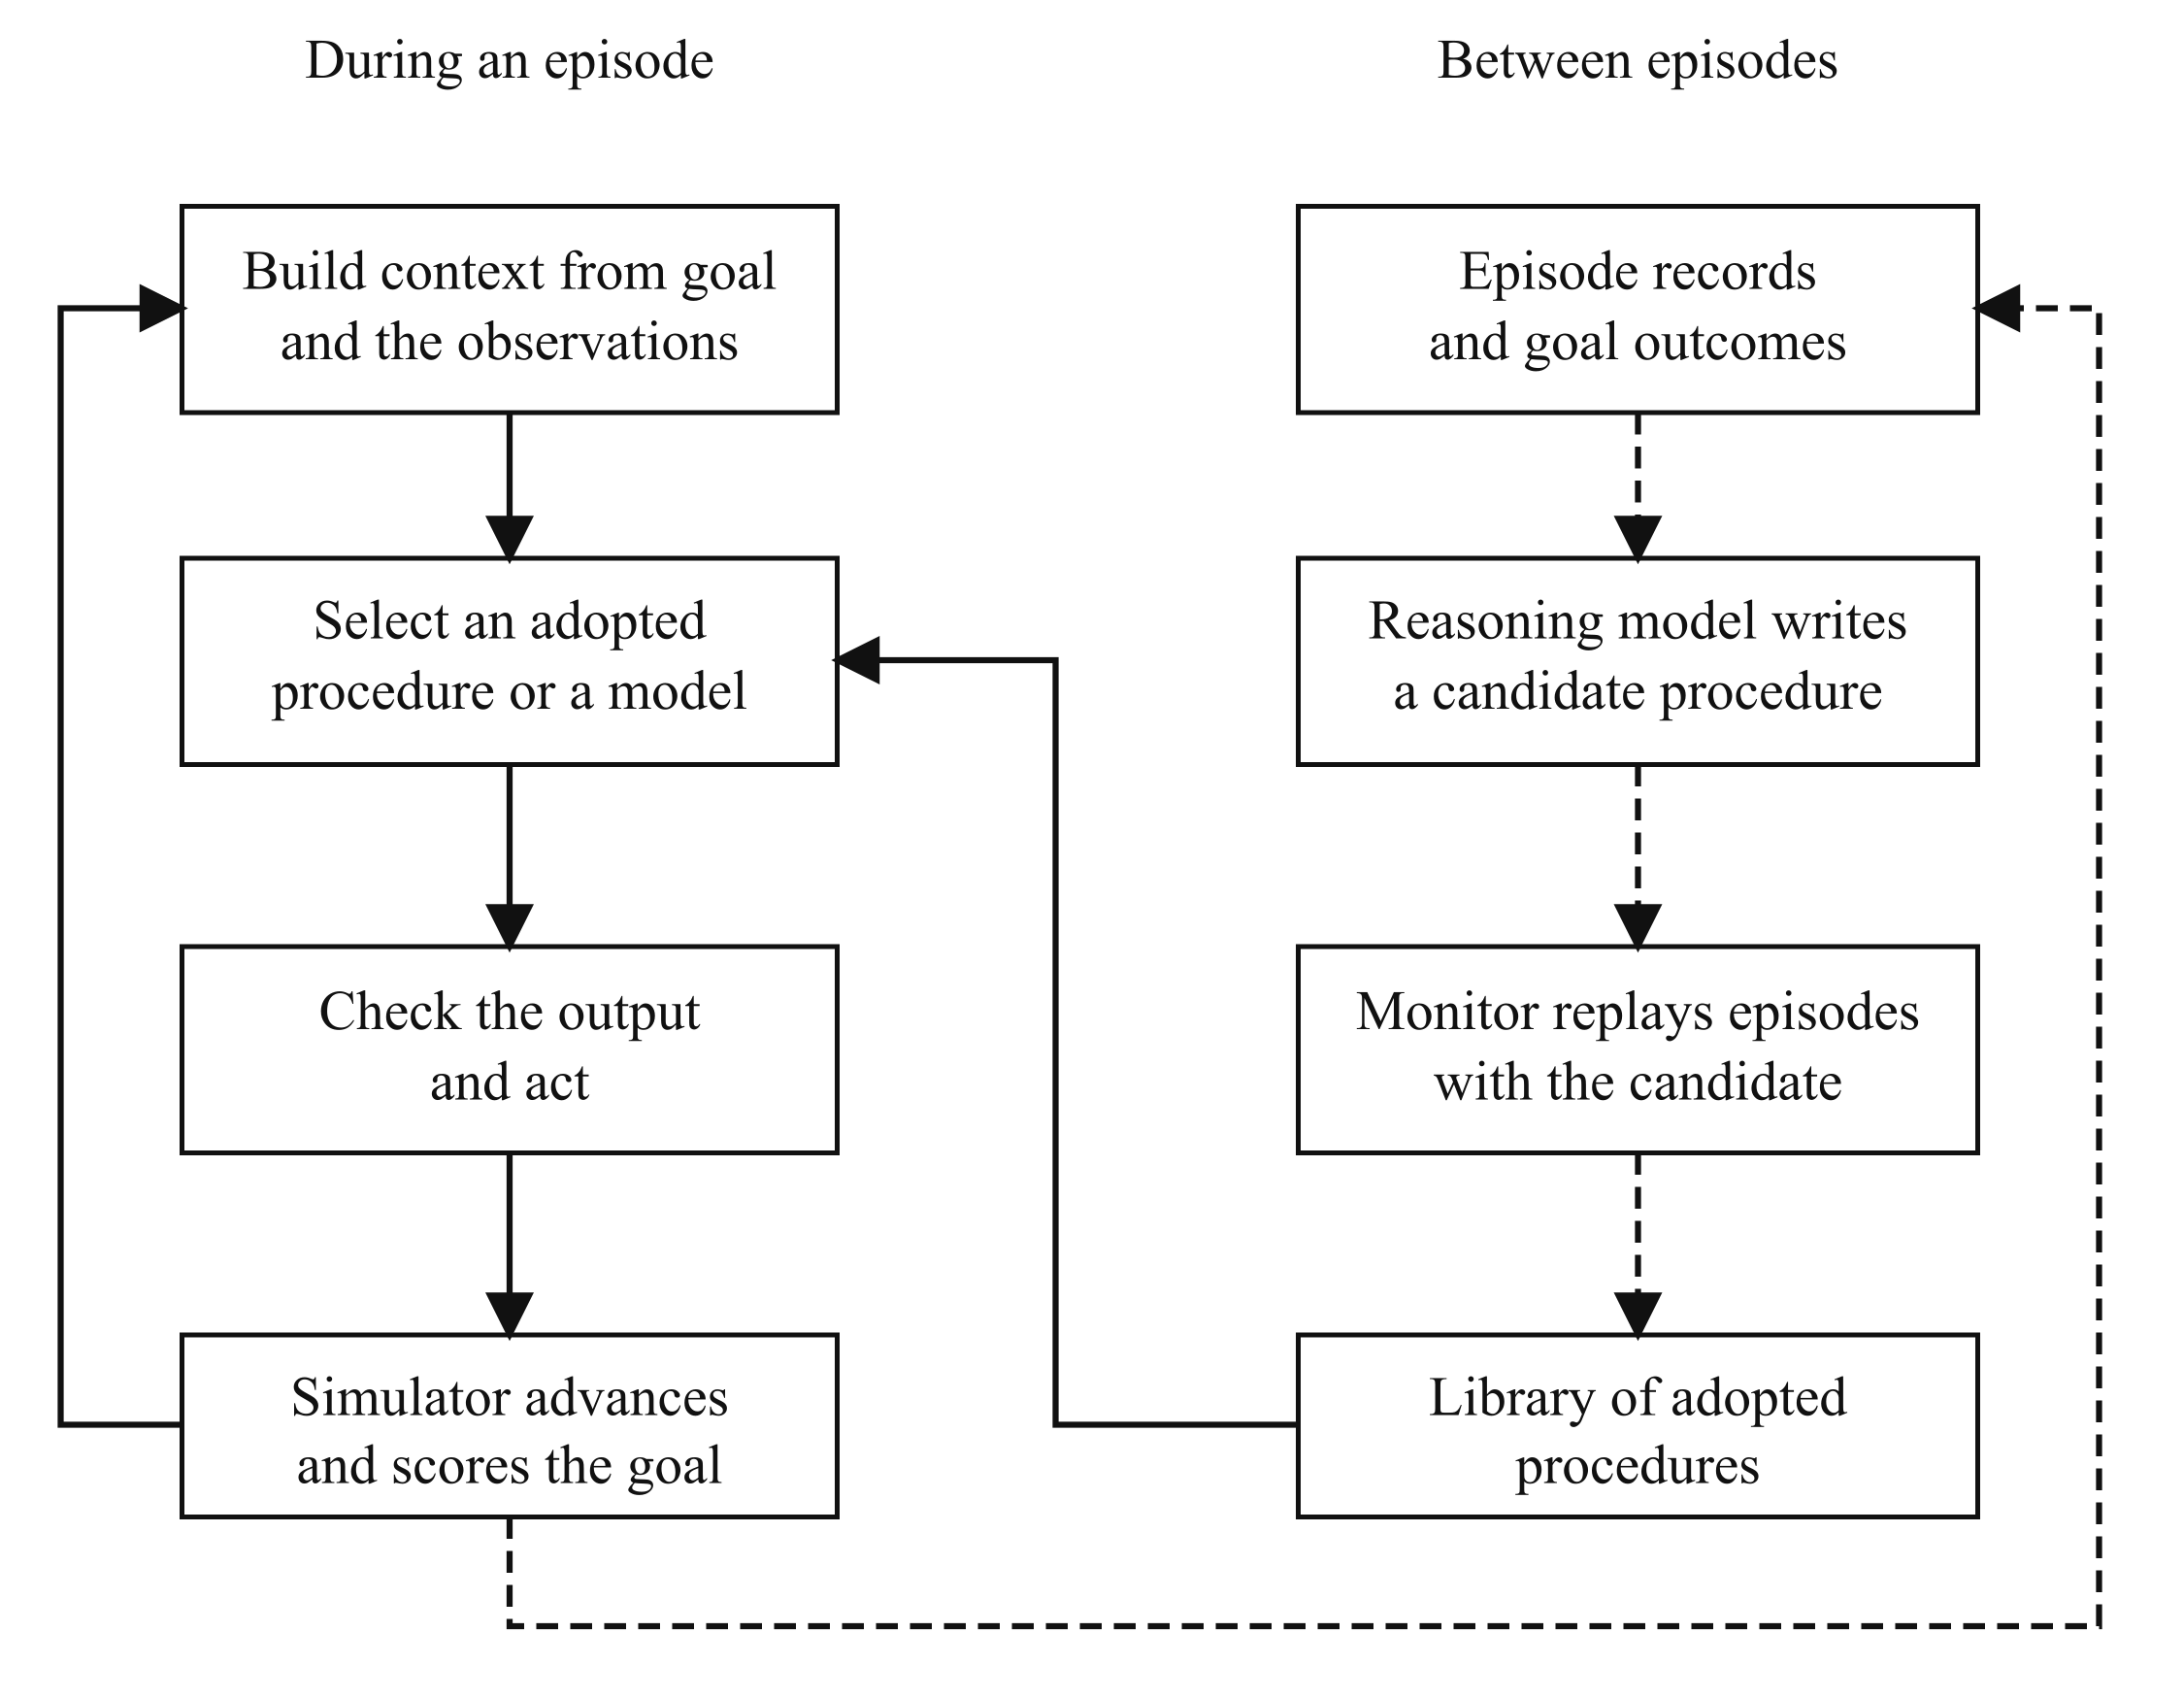 During an episode
Between episodes
Build context from goal
and the observations
Select an adopted
procedure or a model
Check the output
and act
Simulator advances
and scores the goal
Episode records
and goal outcomes
Reasoning model writes
a candidate procedure
Monitor replays episodes
with the candidate
Library of adopted
procedures